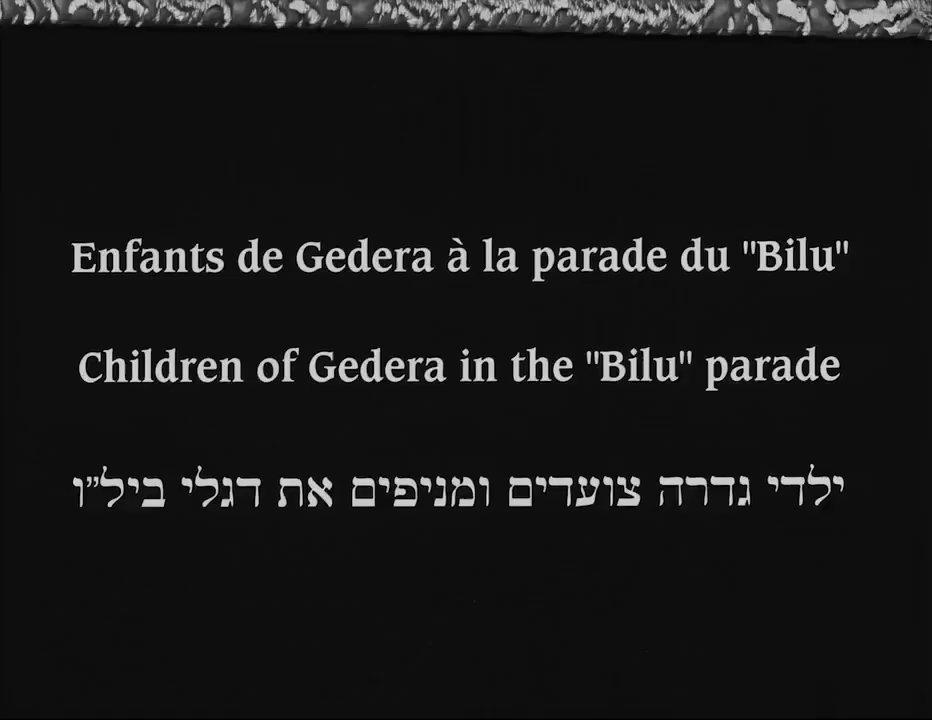 Enfants de Gedera à la parade du "Bilu"
Children of Gedera in the "Bilu" parade
ילדי גדרה צועדים ומניפים את דגלי ביל"ו